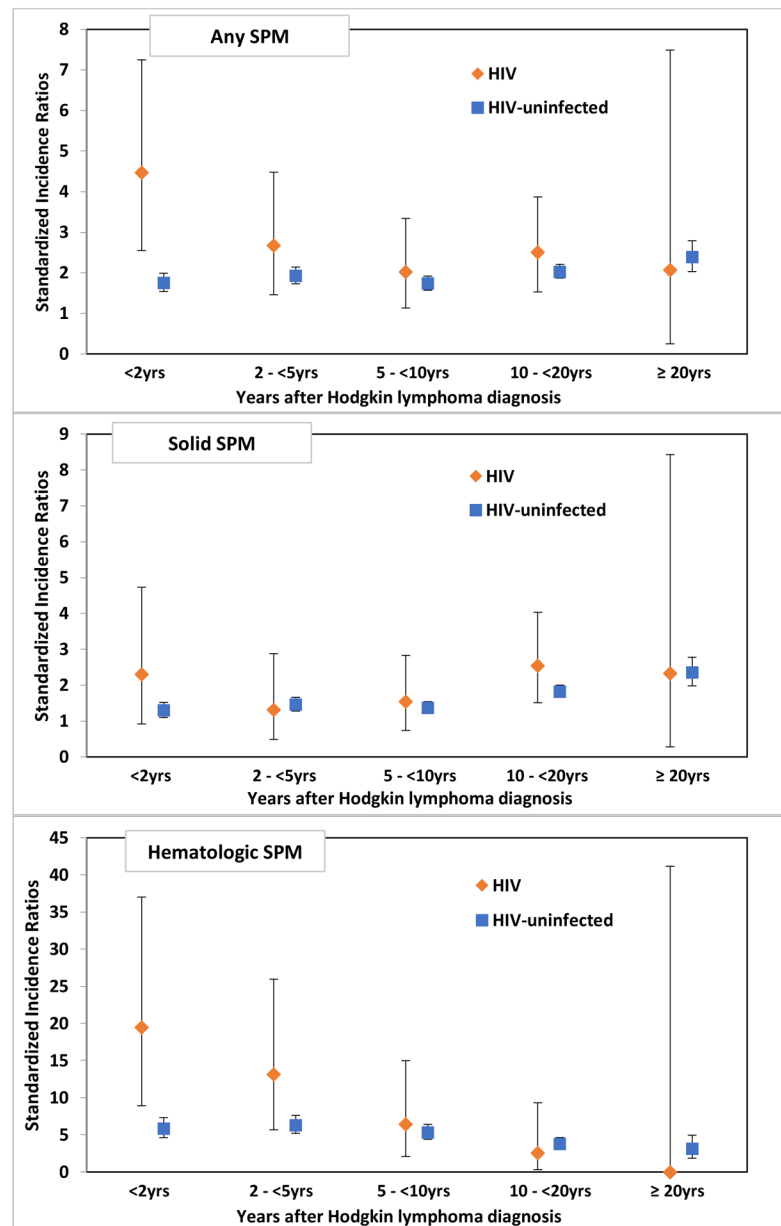 Any SPM
Standardized Incidence Ratios
8
7
6
5
4
3
2
1
0
HIV
HIV-uninfected
<2yrs
2 - <5yrs
5 - <10yrs
10 - <20yrs
≥ 20yrs
Years after Hodgkin lymphoma diagnosis
Solid SPM
Standardized Incidence Ratios
9
8
7
6
5
4
3
2
1
0
HIV
HIV-uninfected
<2yrs
2 - <5yrs
5 - <10yrs
10 - <20yrs
≥ 20yrs
Years after Hodgkin lymphoma diagnosis
Hematologic SPM
Standardized Incidence Ratios
45
40
35
30
25
20
15
10
5
0
HIV
HIV-uninfected
<2yrs
2 - <5yrs
5 - <10yrs
10 - <20yrs
≥ 20yrs
Years after Hodgkin lymphoma diagnosis